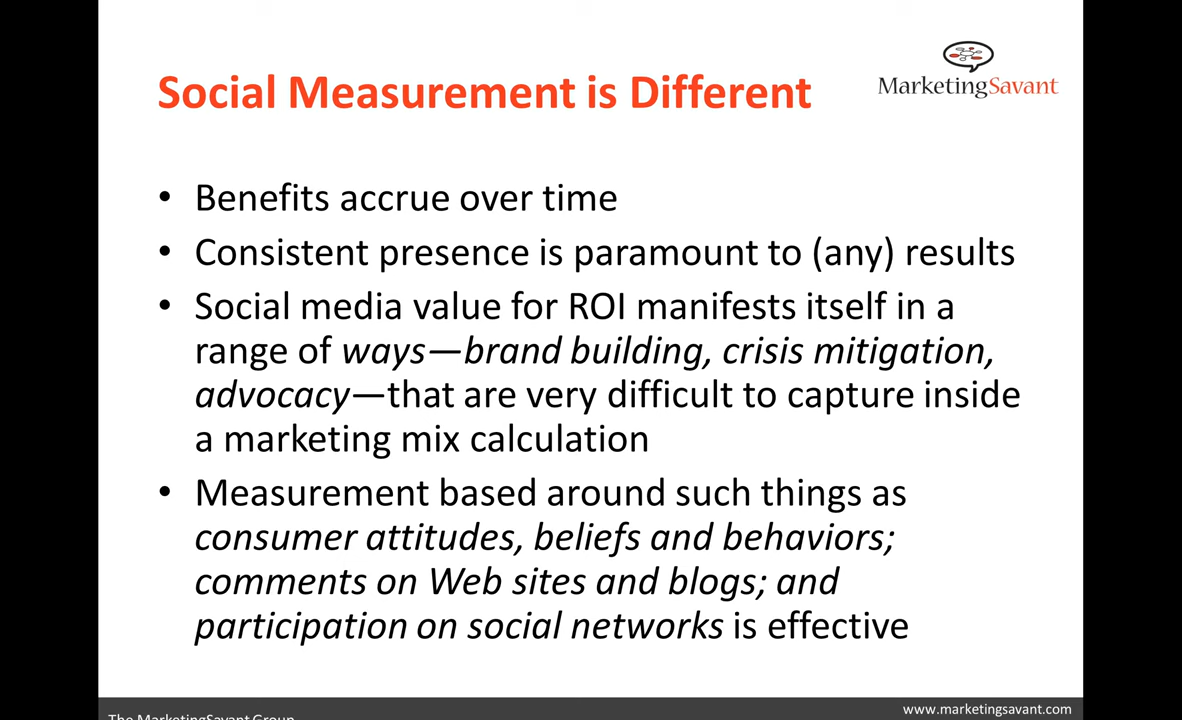 Social Measurement is Different
MarketingSavant
• Benefits accrue over time
• Consistent presence is paramount to (any) results
• Social media value for ROI manifests itself in a
range of ways—brand building, crisis mitigation,
advocacy—that are very difficult to capture inside
a marketing mix calculation
• Measurement based around such things as
consumer attitudes, beliefs and behaviors;
comments on Web sites and blogs; and
participation on social networks is effective
The MarketingSavant Group
www.marketingsavant.com